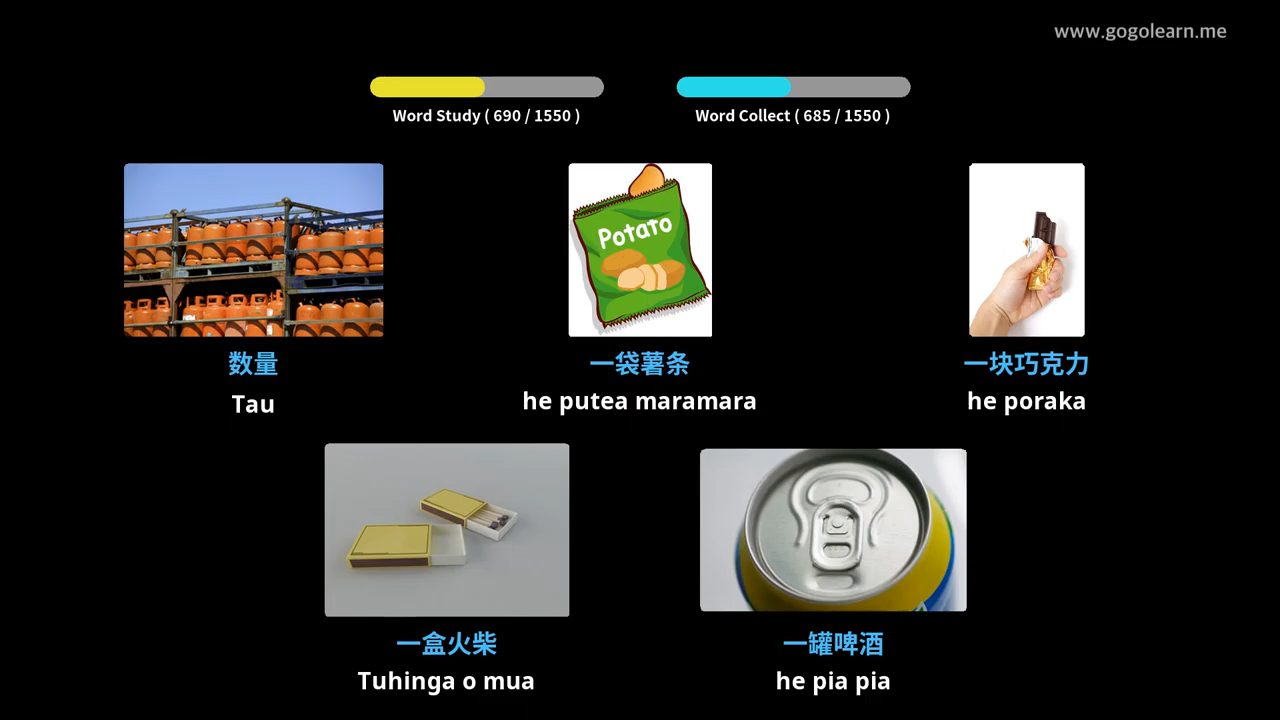 www.gogolearn.me
Word Study ( 690 / 1550 )
Word Collect ( 685 / 1550 )
Potato
数量
Tau
一袋薯条
he putea maramara
一块巧克力
he poraka
一盒火柴
Tuhinga o mua
一罐啤酒
he pia pia